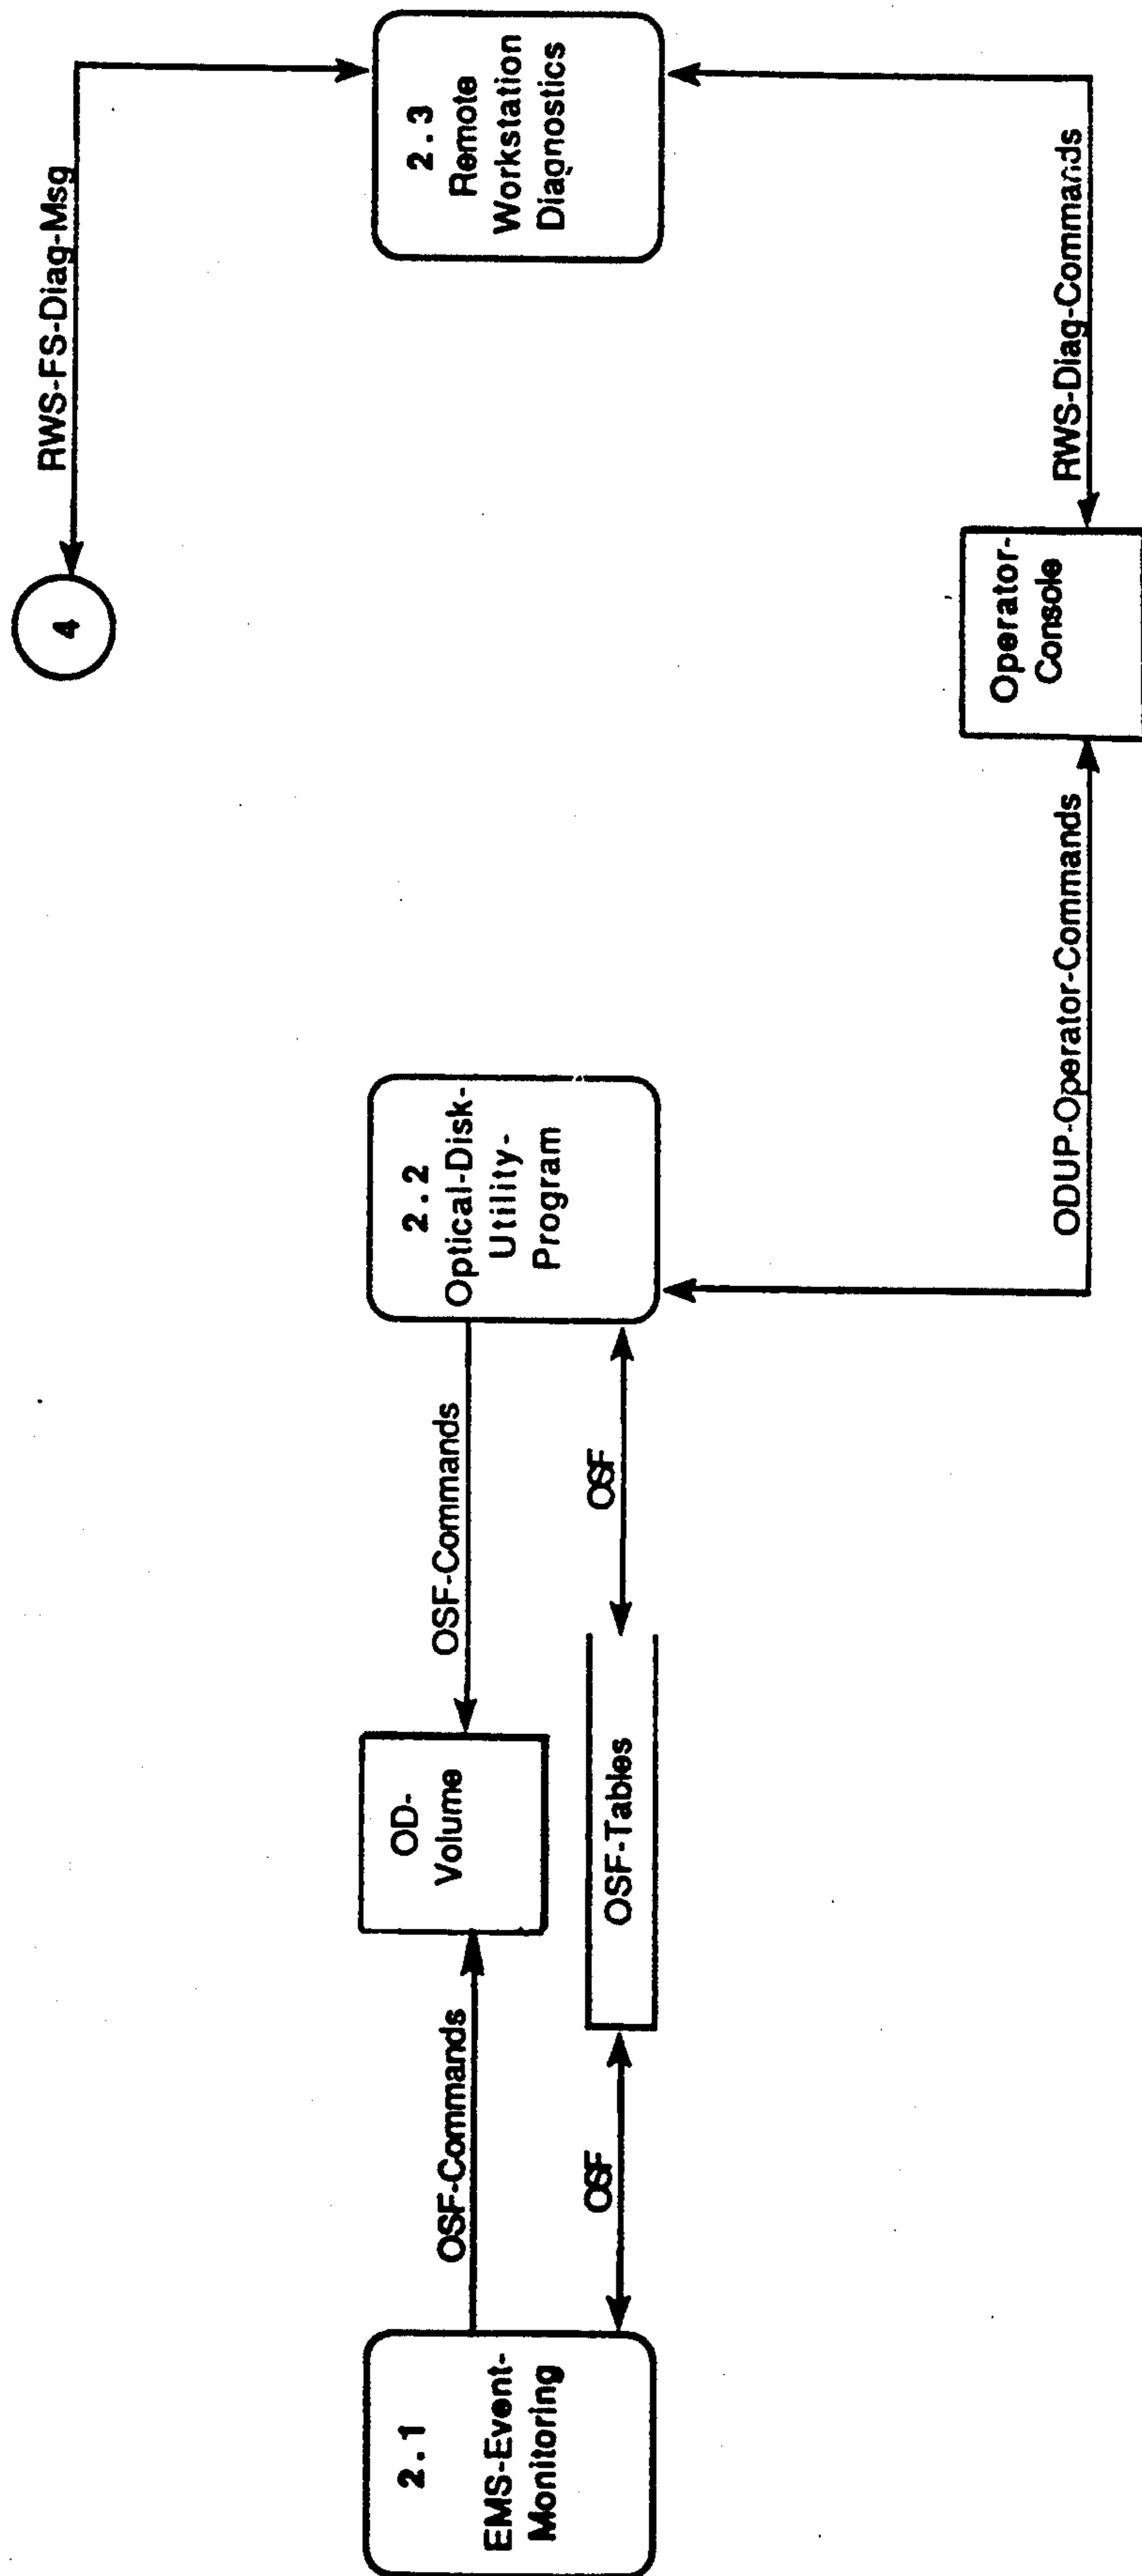 4
RWS-FS-Diag-Msg
2.1
EMS-Event-
Monitoring
OSF-Commands
OD-
Volume
OSF-Commands
2.2
Optical-Disk-
Utility-
Program
2.3
Remote
Workstation
Diagnostics
OSF
OSF-Tables
OSF
ODUP-Operator-Commands
Operator-
Console
RWS-Diag-Commands